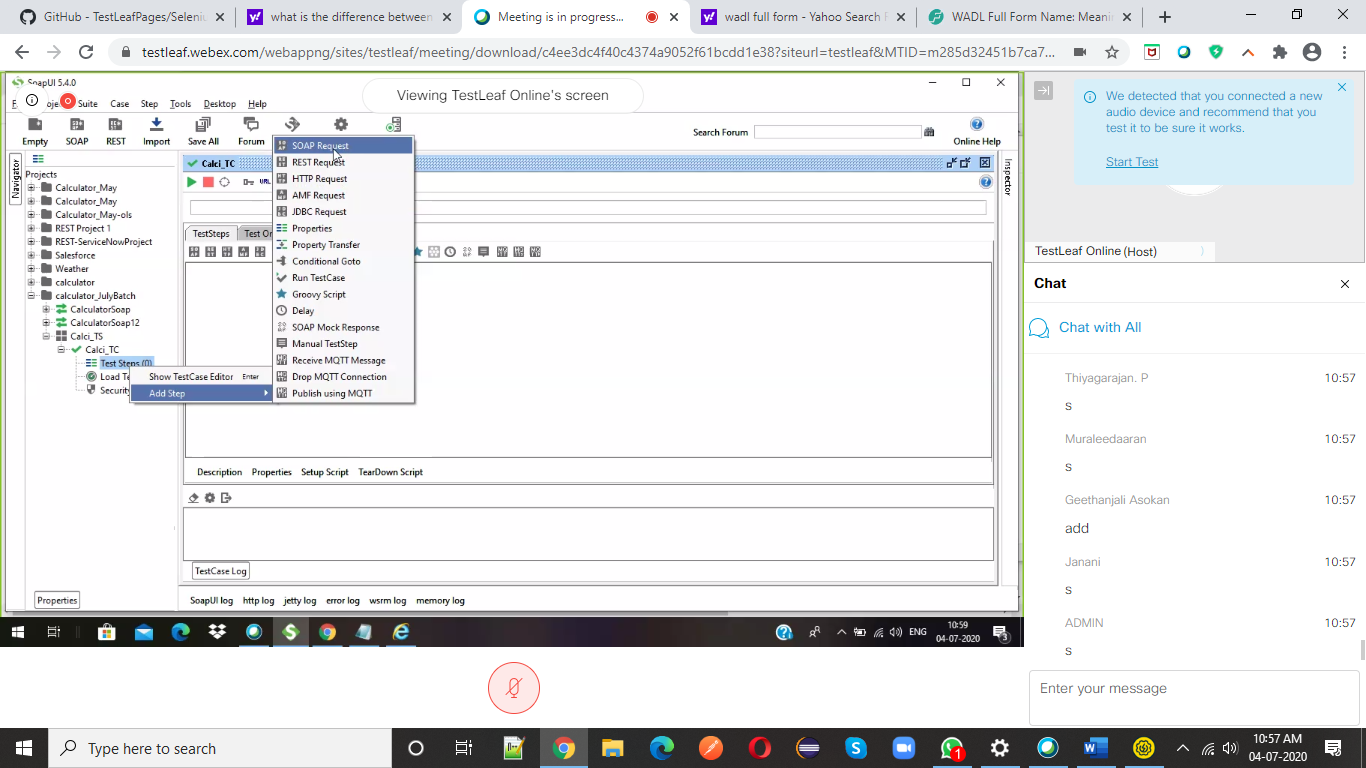 GitHub - TestLeafPages/Seleniu
what is the difference between
Meeting is in progress...
wadl full form - Yahoo Search R
WADL Full Form Name: Meanin
testleaf.webex.com/webappng/sites/testleaf/meeting/download/c4ee3dc4f40c4374a9052f61bcdd1e38?siteurl=testleaf&MTID=m285d32451b7ca7...
SoapUI 5.4.0
Viewing TestLeaf Online's screen
Suite Case Step Tools Desktop Help
Empty SOAP REST Import Save All Forum
Search Forum
Online Help
Navigator
Projects
Calculator_May
Calculator_May
Calculator_May-ols
REST Project 1
REST-ServiceNowProject
Salesforce
Weather
calculator
calculator_JulyBatch
CalculatorSoap
CalculatorSoap12
Calci_TS
Calci_TC
Test Steps (0)
Load Te
Security
Show TestCase Editor Enter
Add Step
SOAP Request
REST Request
HTTP Request
AMF Request
JDBC Request
Properties
Property Transfer
Conditional Goto
Run TestCase
Groovy Script
Delay
SOAP Mock Response
Manual TestStep
Receive MQTT Message
Drop MQTT Connection
Publish using MQTT
Calci_TC
URL
TestSteps
Test On
Description Properties Setup Script TearDown Script
TestCase Log
Properties
SoapUI log http log jetty log error log wsrm log memory log
Inspector
ENG
10:59
04-07-2020
3
We detected that you connected a new
audio device and recommend that you
test it to be sure it works.
Start Test
TestLeaf Online (Host)
Chat
Chat with All
Thiyagarajan. P 10:57
s
Muraleedaaran 10:57
s
Geethanjali Asokan 10:57
add
Janani 10:57
s
ADMIN 10:57
s
Enter your message
Type here to search
1
10:57 AM
04-07-2020